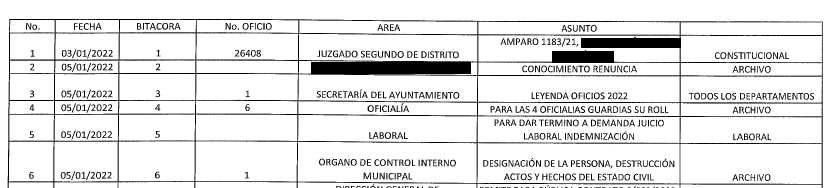 No. FECHA BITACORA No. OFICIO AREA ASUNTO
1 03/01/2022 1 26408 JUZGADO SEGUNDO DE DISTRITO AMPARO 1183/21, CONSTITUCIONAL
2 05/01/2022 2 CONOCIMIENTO RENUNCIA ARCHIVO
3 05/01/2022 3 1 SECRETARÍA DEL AYUNTAMIENTO LEYENDA OFICIOS 2022 TODOS LOS DEPARTAMENTOS
4 05/01/2022 4 6 OFICIALÍA PARA LAS 4 OFICIALIAS GUARDIAS SU ROLL ARCHIVO
PARA DAR TERMINO A DEMANDA JUICIO
5 05/01/2022 5 LABORAL LABORAL INDEMNIZACIÓN LABORAL
ORGANO DE CONTROL INTERNO DESIGNACIÓN DE LA PERSONA, DESTRUCCIÓN
6 05/01/2022 6 1 MUNICIPAL ACTOS Y HECHOS DEL ESTADO CIVIL ARCHIVO
DIRECCIÓN GENERAL DE